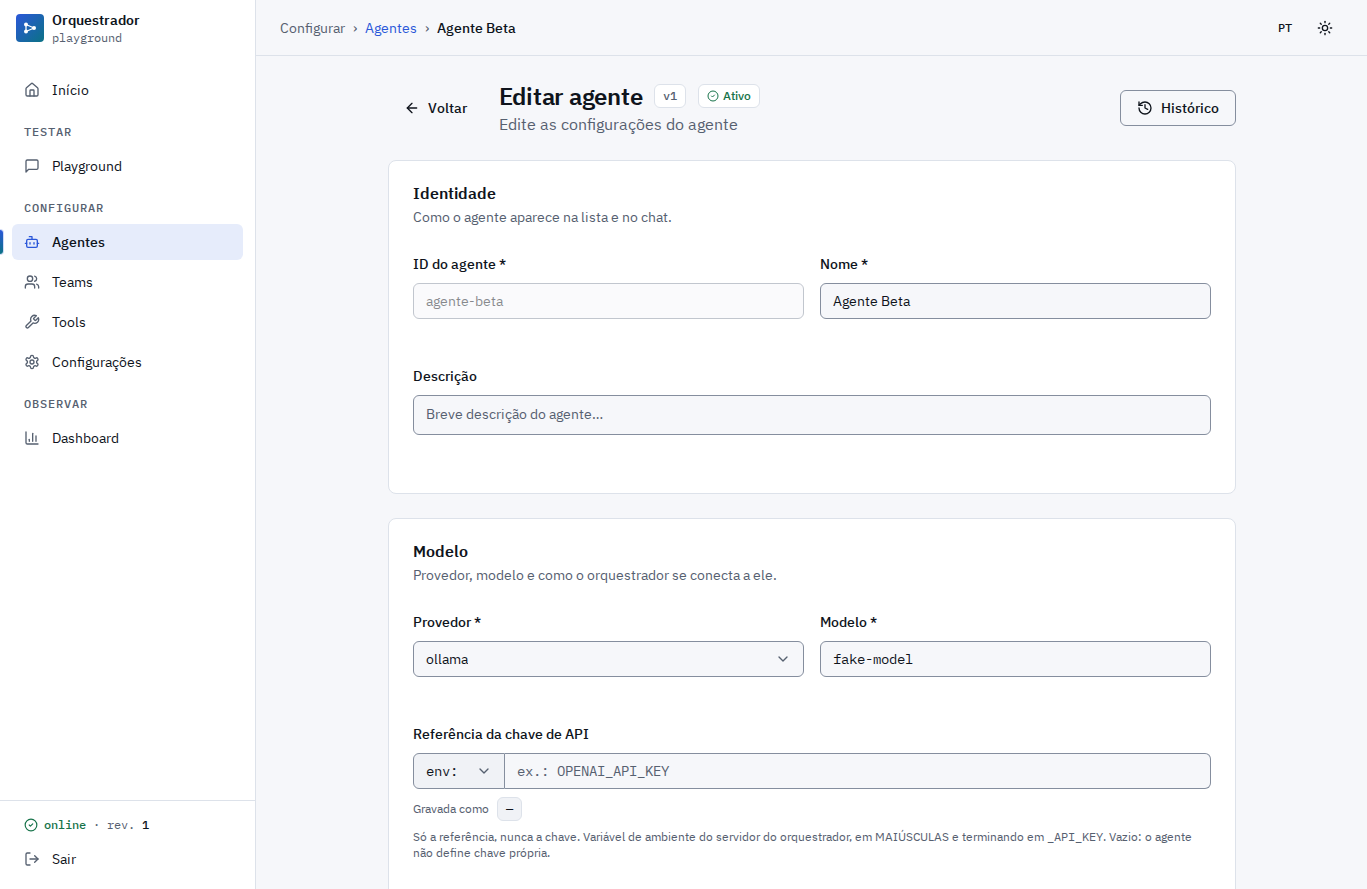 Orquestrador
playground
Início
TESTAR
Playground
CONFIGURAR
Agentes
Teams
Tools
Configurações
OBSERVAR
Dashboard
online · rev. 1
Sair
Configurar › Agentes › Agente Beta
PT
Voltar
Editar agente v1 Ativo
Edite as configurações do agente
Histórico
Identidade
Como o agente aparece na lista e no chat.
ID do agente * Nome *
agente-beta Agente Beta
Descrição
Breve descrição do agente...
Modelo
Provedor, modelo e como o orquestrador se conecta a ele.
Provedor * Modelo *
ollama fake-model
Referência da chave de API
env: ex.: OPENAI_API_KEY
Gravada como —
Só a referência, nunca a chave. Variável de ambiente do servidor do orquestrador, em MAIÚSCULAS e terminando em _API_KEY. Vazio: o agente
não define chave própria.